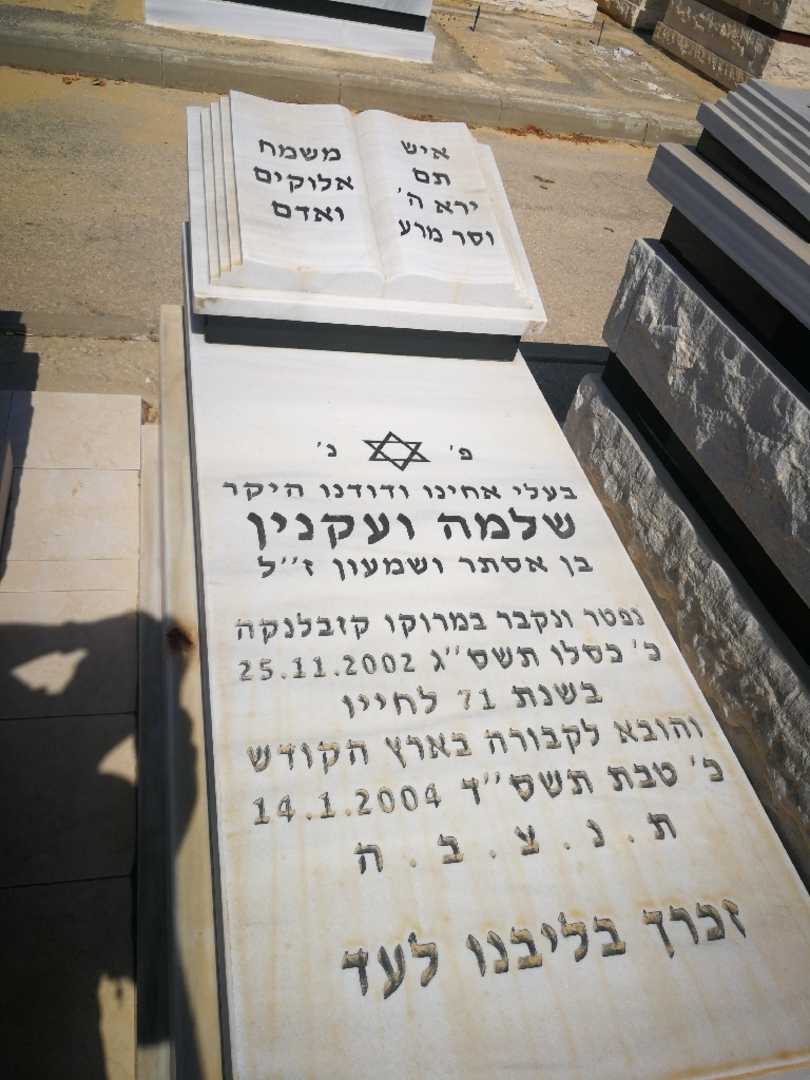 איש
תם
ירא ה'
וסר מרע
משמח
אלוקים
ואדם
פ' נ'
בעלי אחינו ודודנו היקר
שלמה ועקנין
בן אסתר ושמעון ז"ל
נפטר ונקבר במרוקו קזבלנקה
כ' כסלו תשס"ג 25.11.2002
בשנת 71 לחייו
והובא לקבורה בארץ הקודש
כ' טבת תשס"ד 14.1.2004
ת . נ . צ . ב . ה
זכרך בליבנו לעד